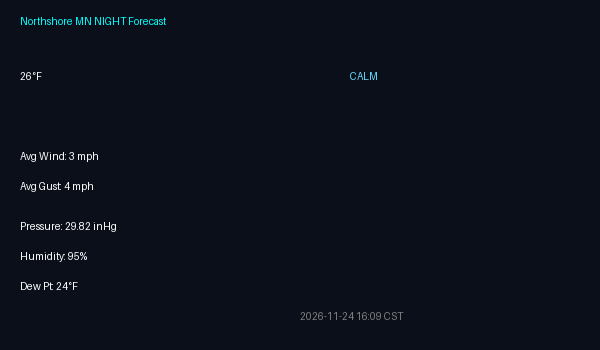 Northshore MN NIGHT Forecast
26°F
CALM
Avg Wind: 3 mph
Avg Gust: 4 mph
Pressure: 29.82 inHg
Humidity: 95%
Dew Pt: 24°F
2026-11-24 16:09 CST